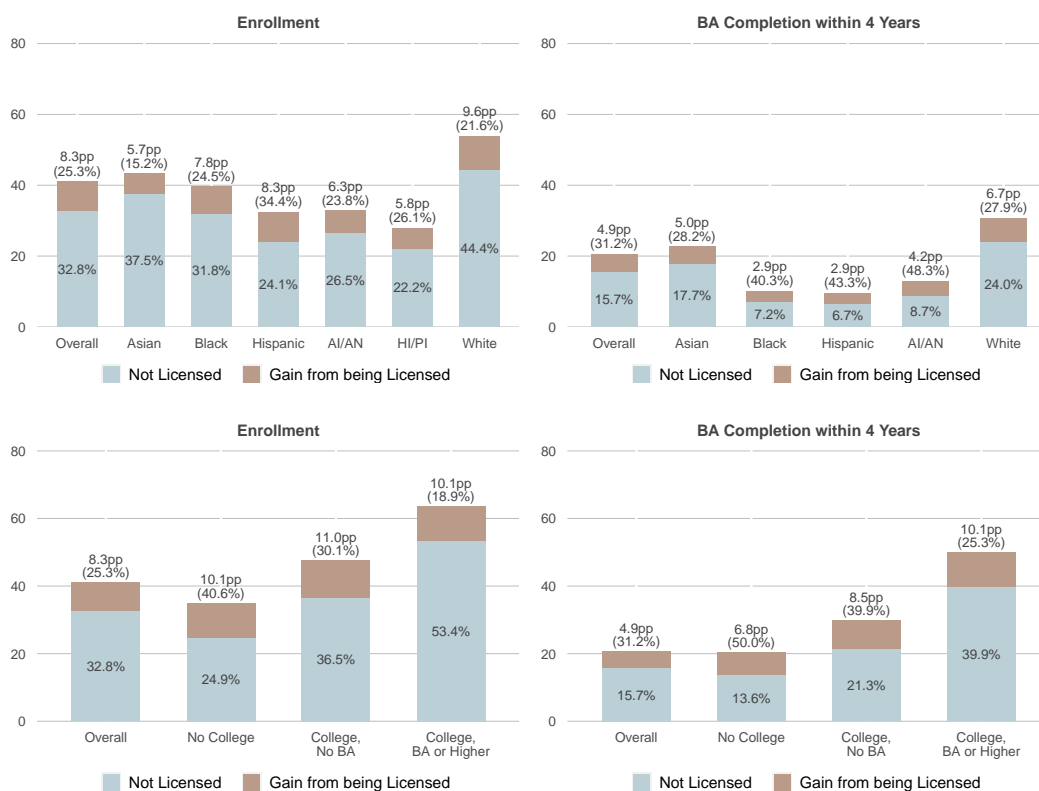 Enrollment
80
60
40
20
0
8.3pp
(25.3%)
32.8%
5.7pp
(15.2%)
37.5%
7.8pp
(24.5%)
31.8%
8.3pp
(34.4%)
24.1%
6.3pp
(23.8%)
26.5%
5.8pp
(26.1%)
22.2%
9.6pp
(21.6%)
44.4%
Overall Asian Black Hispanic AI/AN HI/PI White
Not Licensed Gain from being Licensed
BA Completion within 4 Years
80
60
40
20
0
4.9pp
(31.2%)
15.7%
5.0pp
(28.2%)
17.7%
2.9pp
(40.3%)
7.2%
2.9pp
(43.3%)
6.7%
4.2pp
(48.3%)
8.7%
6.7pp
(27.9%)
24.0%
Overall Asian Black Hispanic AI/AN White
Not Licensed Gain from being Licensed
Enrollment
80
60
40
20
0
8.3pp
(25.3%)
32.8%
10.1pp
(40.6%)
24.9%
11.0pp
(30.1%)
36.5%
10.1pp
(18.9%)
53.4%
Overall No College College, College,
No BA BA or Higher
Not Licensed Gain from being Licensed
BA Completion within 4 Years
80
60
40
20
0
4.9pp
(31.2%)
15.7%
6.8pp
(50.0%)
13.6%
8.5pp
(39.9%)
21.3%
10.1pp
(25.3%)
39.9%
Overall No College College, College,
No BA BA or Higher
Not Licensed Gain from being Licensed